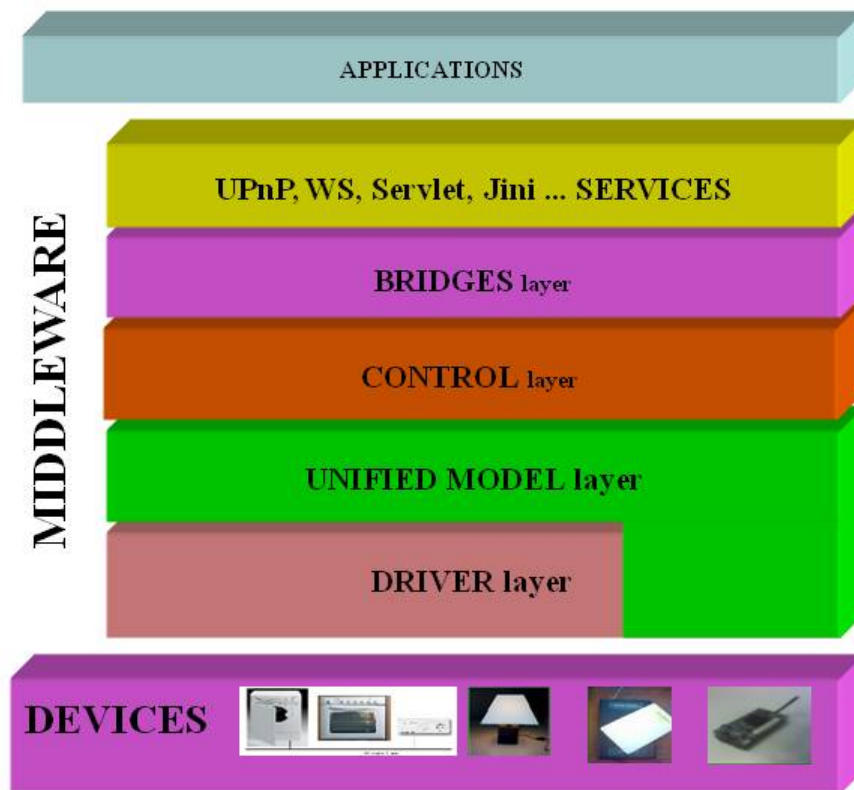 APPLICATIONS
UPnP, WS, Servlet, Jini ... SERVICES
BRIDGES layer
CONTROL layer
UNIFIED MODEL layer
DRIVER layer
DEVICES
MIDDLEWARE